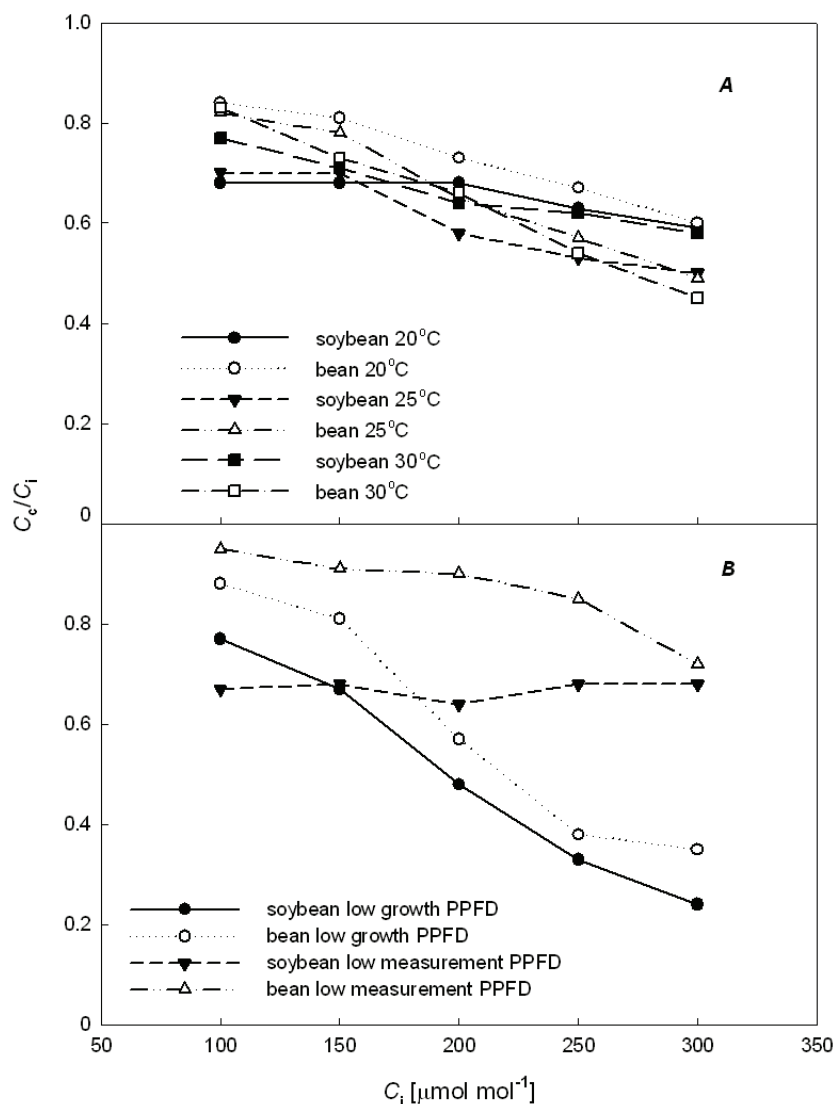 1.0
A
0.8
0.6
0.4
0.2
0
soybean 20°C
bean 20°C
soybean 25°C
bean 25°C
soybean 30°C
bean 30°C
Cc/Ci
B
0.8
0.6
0.4
0.2
0
soybean low growth PPFD
bean low growth PPFD
soybean low measurement PPFD
bean low measurement PPFD
50 100 150 200 250 300 350
Ci [μmol mol⁻¹]